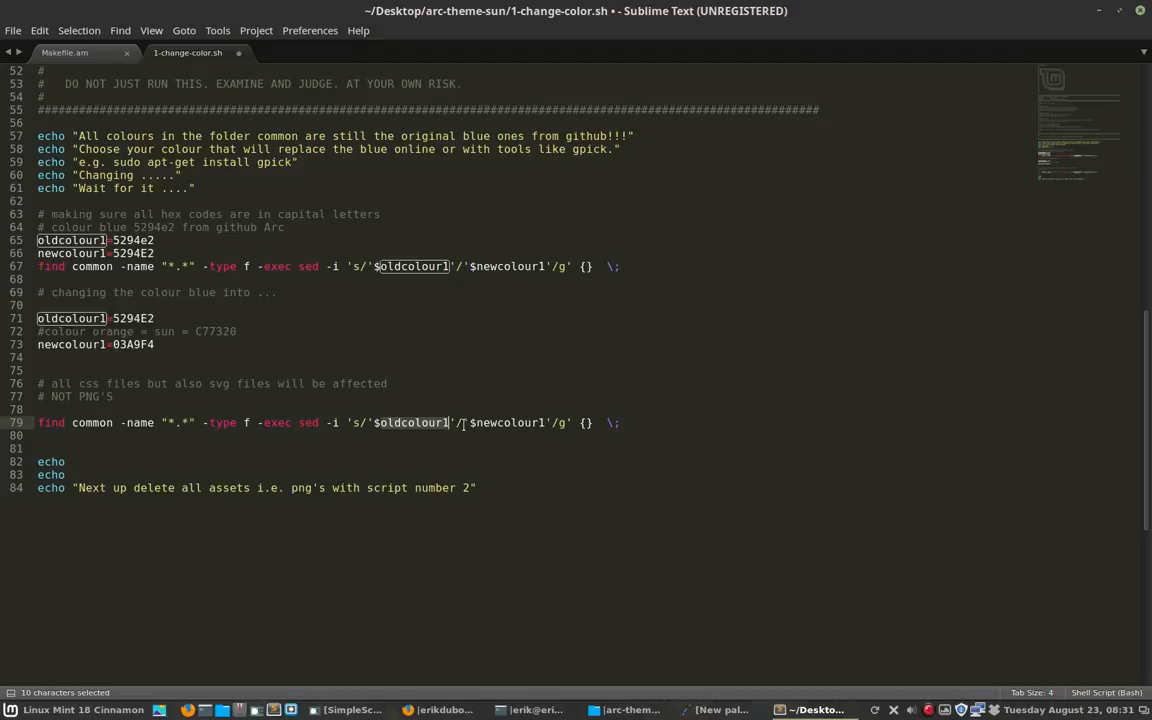 ~/Desktop/arc-theme-sun/1-change-color.sh • - Sublime Text (UNREGISTERED)
File Edit Selection Find View Goto Tools Project Preferences Help
Makefile.am 1-change-color.sh
52 #
53 #   DO NOT JUST RUN THIS. EXAMINE AND JUDGE. AT YOUR OWN RISK.
54 #
55 ##################################################################################################################
56
57 echo "All colours in the folder common are still the original blue ones from github!!!"
58 echo "Choose your colour that will replace the blue online or with tools like gpick."
59 echo "e.g. sudo apt-get install gpick"
60 echo "Changing ....."
61 echo "Wait for it ...."
62
63 # making sure all hex codes are in capital letters
64 # colour blue 5294e2 from github Arc
65 oldcolour1=5294e2
66 newcolour1=5294E2
67 find common -name "*.*" -type f -exec sed -i 's/'$oldcolour1'/'$newcolour1'/g' {}  \;
68
69 # changing the colour blue into ...
70
71 oldcolour1=5294E2
72 #colour orange = sun = C77320
73 newcolour1=03A9F4
74
75
76 # all css files but also svg files will be affected
77 # NOT PNG'S
78
79 find common -name "*.*" -type f -exec sed -i 's/'$oldcolour1'/'$newcolour1'/g' {}  \;
80
81
82 echo
83 echo
84 echo "Next up delete all assets i.e. png's with script number 2"
10 characters selected Tab Size: 4 Shell Script (Bash)
Linux Mint 18 Cinnamon [SimpleSc... |erikdubo... |erik@eri... |arc-them... [New pal... ~/Deskto... Tuesday August 23, 08:31